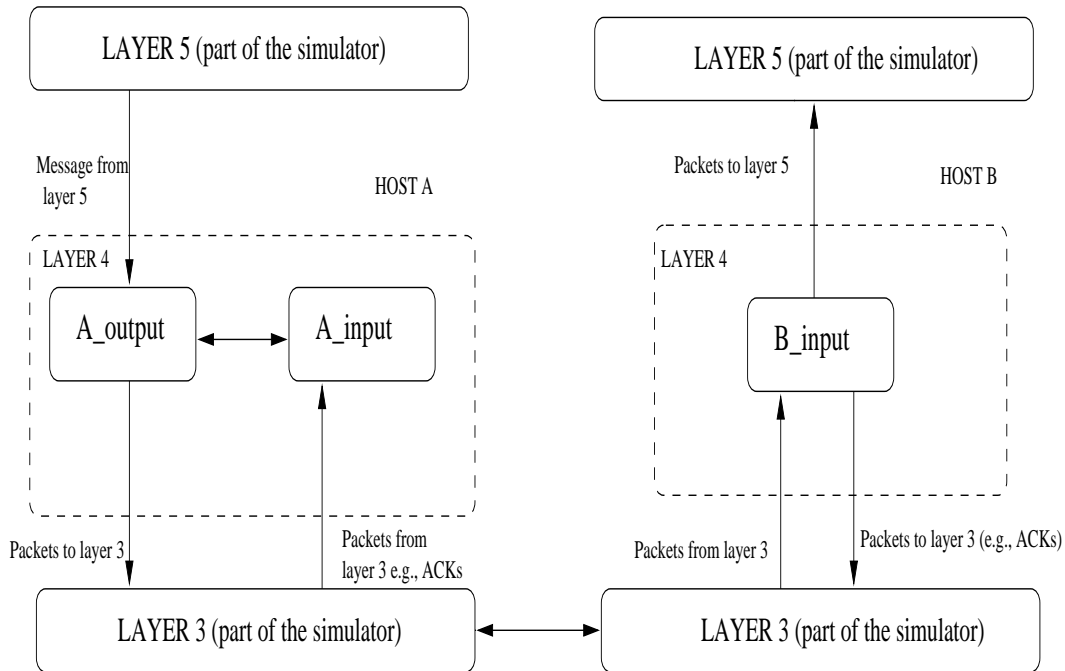 LAYER 5 (part of the simulator)
Message from
layer 5
HOST A
LAYER 4
A_output
A_input
Packets to layer 3
Packets from
layer 3 e.g., ACKs
LAYER 3 (part of the simulator)
LAYER 5 (part of the simulator)
Packets to layer 5
HOST B
LAYER 4
B_input
Packets from layer 3
Packets to layer 3 (e.g., ACKs)
LAYER 3 (part of the simulator)